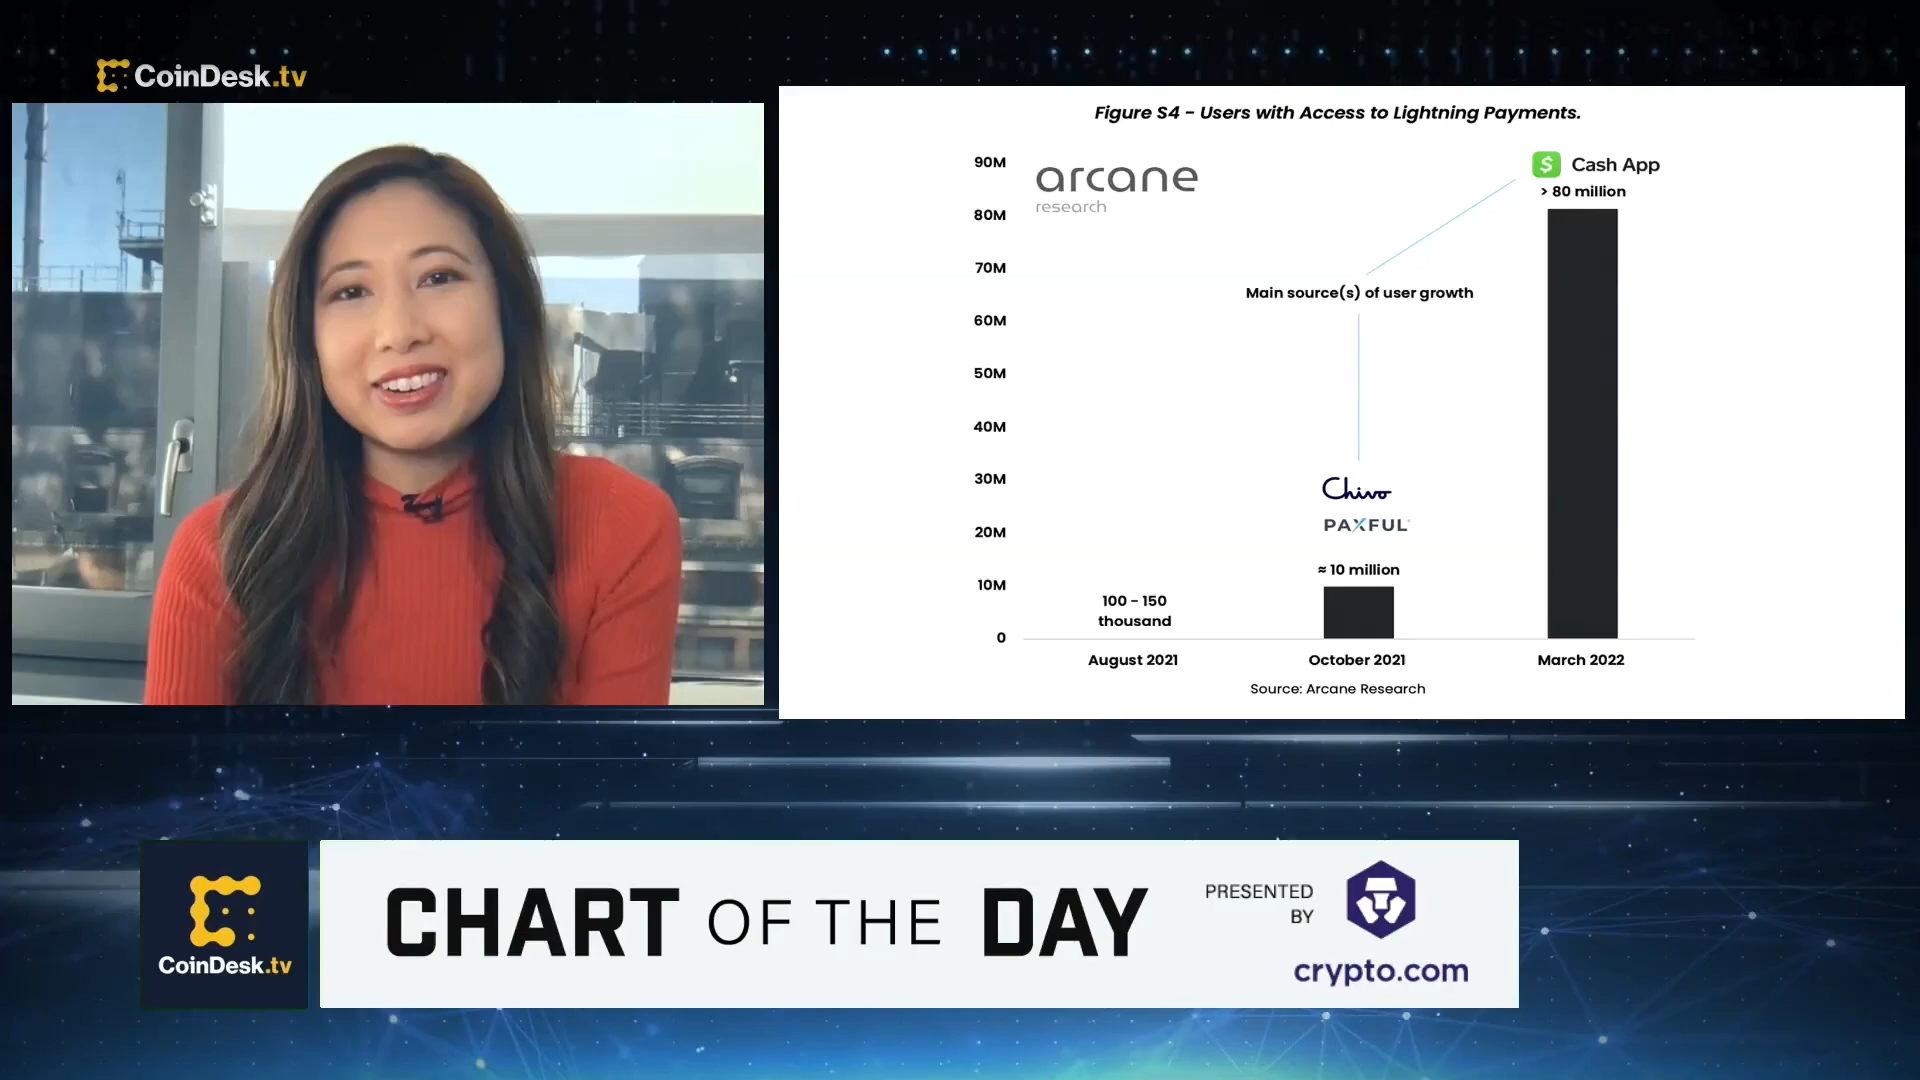 CoinDesk.tv
Figure S4 - Users with Access to Lightning Payments.
90M
80M
70M
60M
50M
40M
30M
20M
10M
0
arcane
research
$ Cash App
> 80 million
Main source(s) of user growth
Chivo
PAXFUL
≈ 10 million
100 - 150
thousand
August 2021
October 2021
March 2022
Source: Arcane Research
CoinDesk.tv
CHART OF THE DAY
PRESENTED
BY
crypto.com